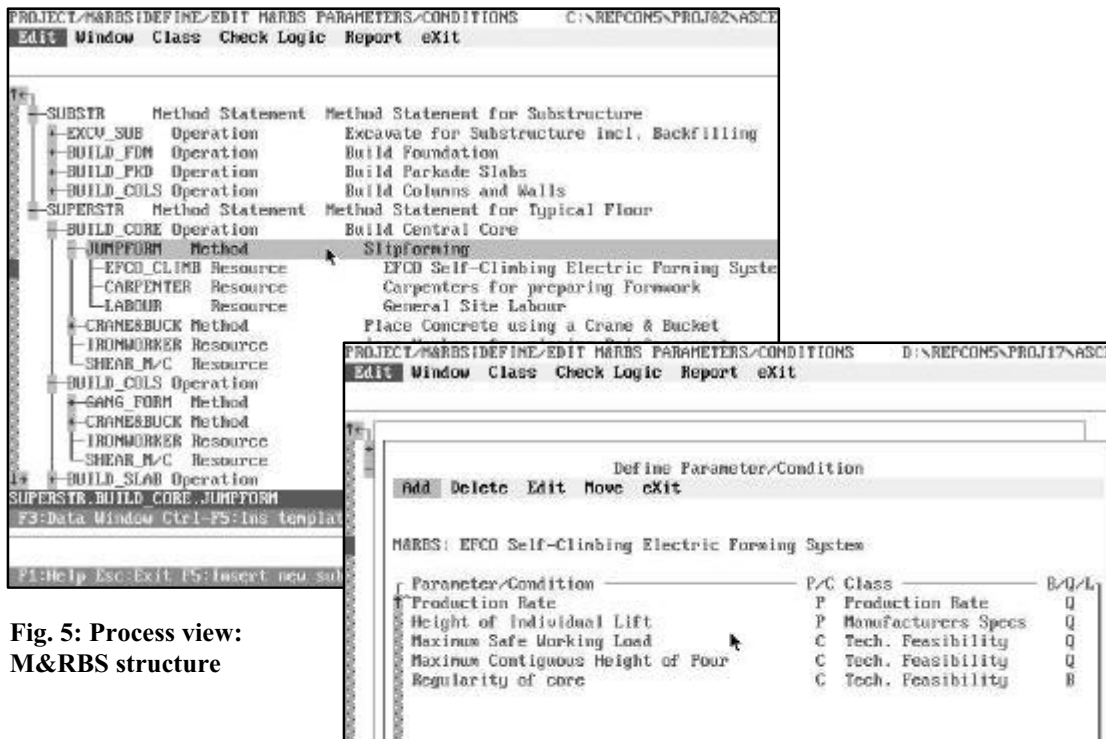 PROJECT/M&RBS:DEFINE/EDIT M&RBS PARAMETERS/CONDITIONS C:\REPCON5\PROJ02\ASCE
Edit Window Class Check Logic Report eXit
SUBSTR Method Statement Method Statement for Substructure
EXCV_SUB Operation Excavate for Substructure incl. Backfilling
BUILD_FDN Operation Build Foundation
BUILD_PKD Operation Build Parkade Slabs
BUILD_COLS Operation Build Columns and Walls
SUPERSTR Method Statement Method Statement for Typical Floor
BUILD_CORE Operation Build Central Core
JUMPFORM Method Slipforming
EFCO_CLIMB Resource EFCO Self-Climbing Electric Forming Syste
CARPENTER Resource Carpenters for preparing Formwork
LABOUR Resource General Site Labour
CRANE&BUCK Method Place Concrete using a Crane & Bucket
IRONWORKER Resource
SHEAR_M/C Resource
BUILD_COLS Operation
GANG_FORM Method
CRANE&BUCK Method
IRONWORKER Resource
SHEAR_M/C Resource
BUILD_SLAB Operation
SUPERSTR.BUILD_CORE.JUMPFORM
F3:Data Window Ctrl-F5:Ins templat
F1:Help Esc:Exit F5:Insert new sub
PROJECT/M&RBS:DEFINE/EDIT M&RBS PARAMETERS/CONDITIONS D:\REPCON5\PROJ17\ASC
Edit Window Class Check Logic Report eXit
Define Parameter/Condition
Add Delete Edit Move eXit
M&RBS: EFCO Self-Climbing Electric Forming System
Parameter/Condition P/C Class B/Q/L
Production Rate P Production Rate Q
Height of Individual Lift P Manufacturers Specs Q
Maximum Safe Working Load C Tech. Feasibility Q
Maximum Contiguous Height of Pour C Tech. Feasibility Q
Regularity of core C Tech. Feasibility B
Fig. 5: Process view:
M&RBS structure